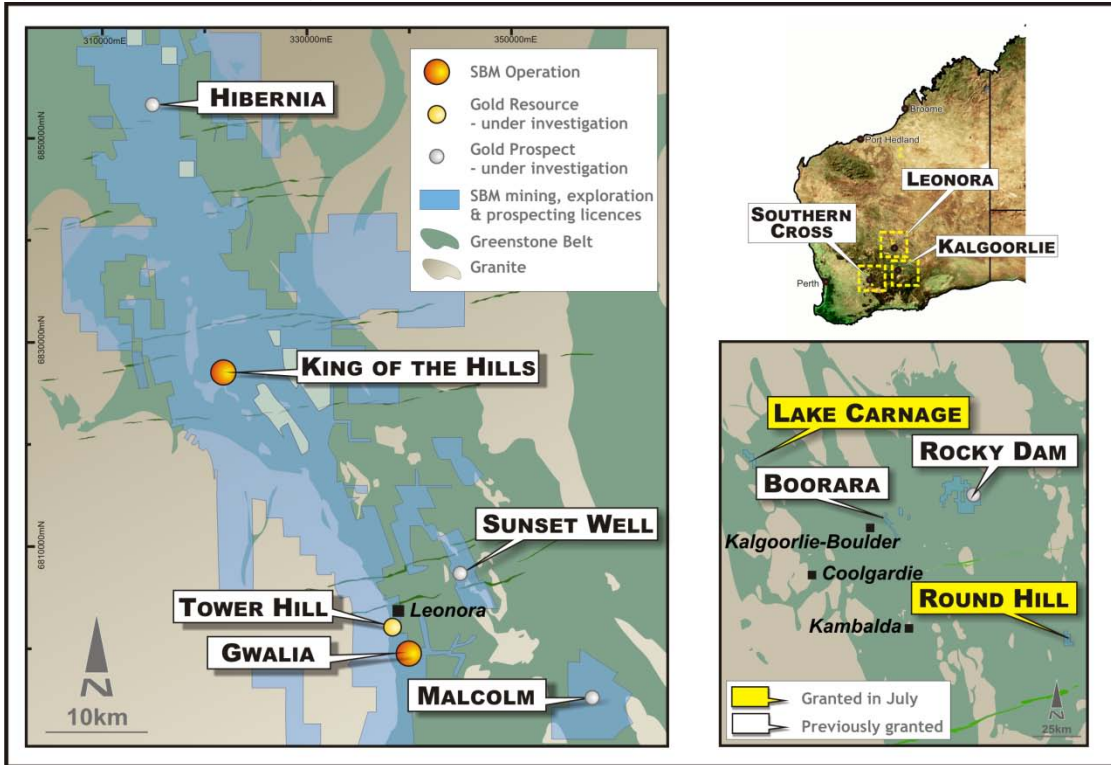 310000mE
330000mE
350000mE
6850000mN
6830000mN
6810000mN
SBM Operation
Gold Resource
- under investigation
Gold Prospect
- under investigation
SBM mining, exploration
& prospecting licences
Greenstone Belt
Granite
HIBERNIA
KING OF THE HILLS
SUNSET WELL
TOWER HILL
Leonora
GWALIA
MALCOLM
N
10km
Broome
Port Hedland
LEONORA
SOUTHERN
CROSS
KALGOORLIE
Perth
LAKE CARNAGE
ROCKY DAM
BOORARA
Kalgoorlie-Boulder
Coolgardie
ROUND HILL
Kambalda
Granted in July
Previously granted
N
25km